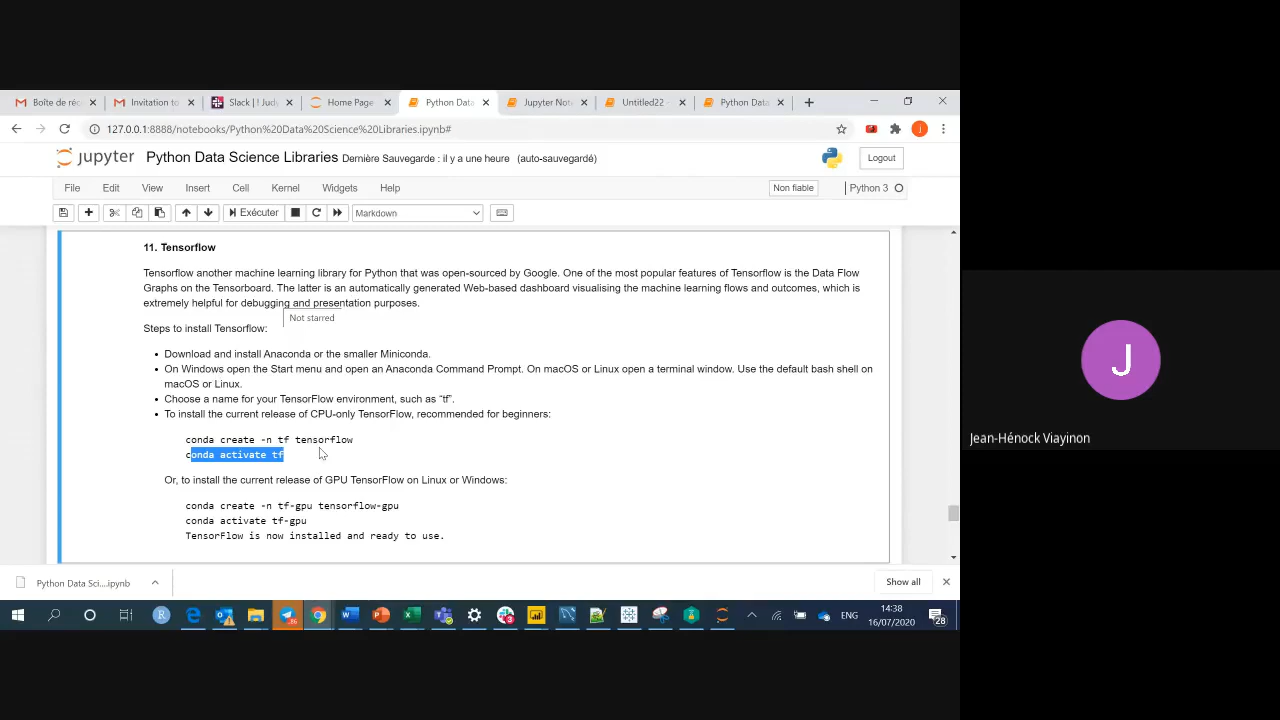 Boîte de réc
Invitation to
Slack | ! Judy
Home Page
Python Data
Jupyter Not
Untitled22 -
Python Data
127.0.0.1:8888/notebooks/Python%20Data%20Science%20Libraries.ipynb#
j
jupyter Python Data Science Libraries Dernière Sauvegarde : il y a une heure (auto-sauvegardé)
Logout
File Edit View Insert Cell Kernel Widgets Help
Non fiable
Python 3
Exécuter
Markdown
11. Tensorflow
Tensorflow another machine learning library for Python that was open-sourced by Google. One of the most popular features of Tensorflow is the Data Flow
Graphs on the Tensorboard. The latter is an automatically generated Web-based dashboard visualising the machine learning flows and outcomes, which is
extremely helpful for debugging and presentation purposes.
Not starred
Steps to install Tensorflow:
• Download and install Anaconda or the smaller Miniconda.
• On Windows open the Start menu and open an Anaconda Command Prompt. On macOS or Linux open a terminal window. Use the default bash shell on
macOS or Linux.
• Choose a name for your TensorFlow environment, such as “tf”.
• To install the current release of CPU-only TensorFlow, recommended for beginners:
conda create -n tf tensorflow
conda activate tf
Or, to install the current release of GPU TensorFlow on Linux or Windows:
conda create -n tf-gpu tensorflow-gpu
conda activate tf-gpu
TensorFlow is now installed and ready to use.
J
Jean-Hénock Viayinon
Python Data Sci....ipynb
Show all
ENG
14:38
16/07/2020
28